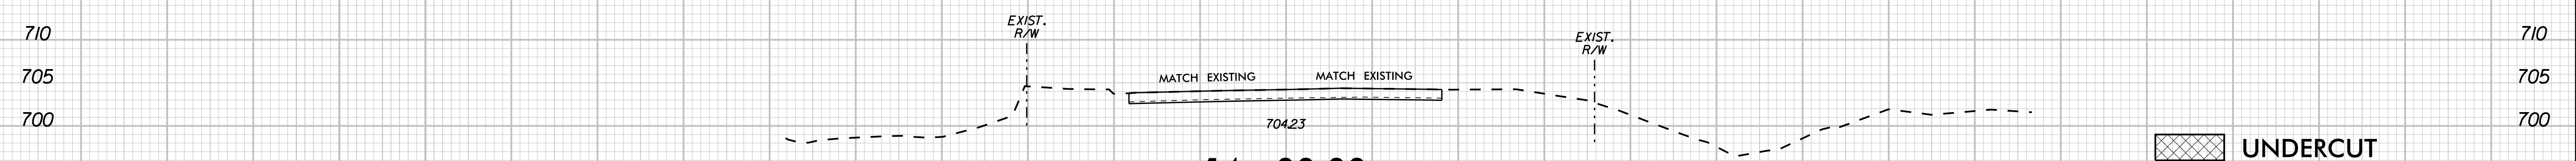 EXIST.
R/W
710
710
EXIST.
R/W
705
MATCH EXISTING
MATCH EXISTING
705
700
704.23
700
UNDERCUT